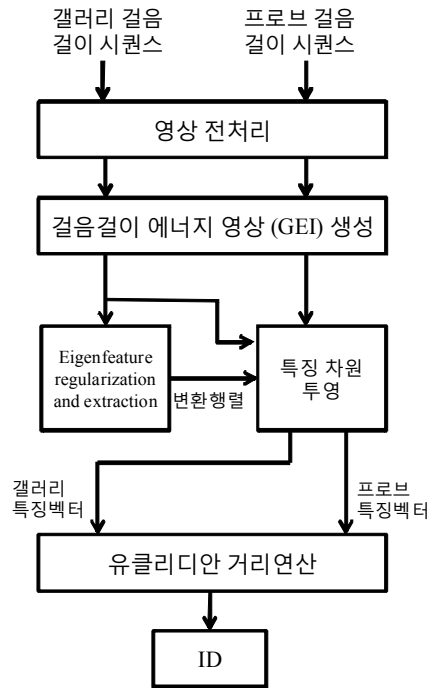 갤러리 걸음
걸이 시퀀스
프로브 걸음
걸이 시퀀스
영상 전처리
걸음걸이 에너지 영상 (GEI) 생성
Eigenfeature
regularization
and extraction
변환행렬
특징 차원
투영
갤러리
특징벡터
프로브
특징벡터
유클리디안 거리연산
ID